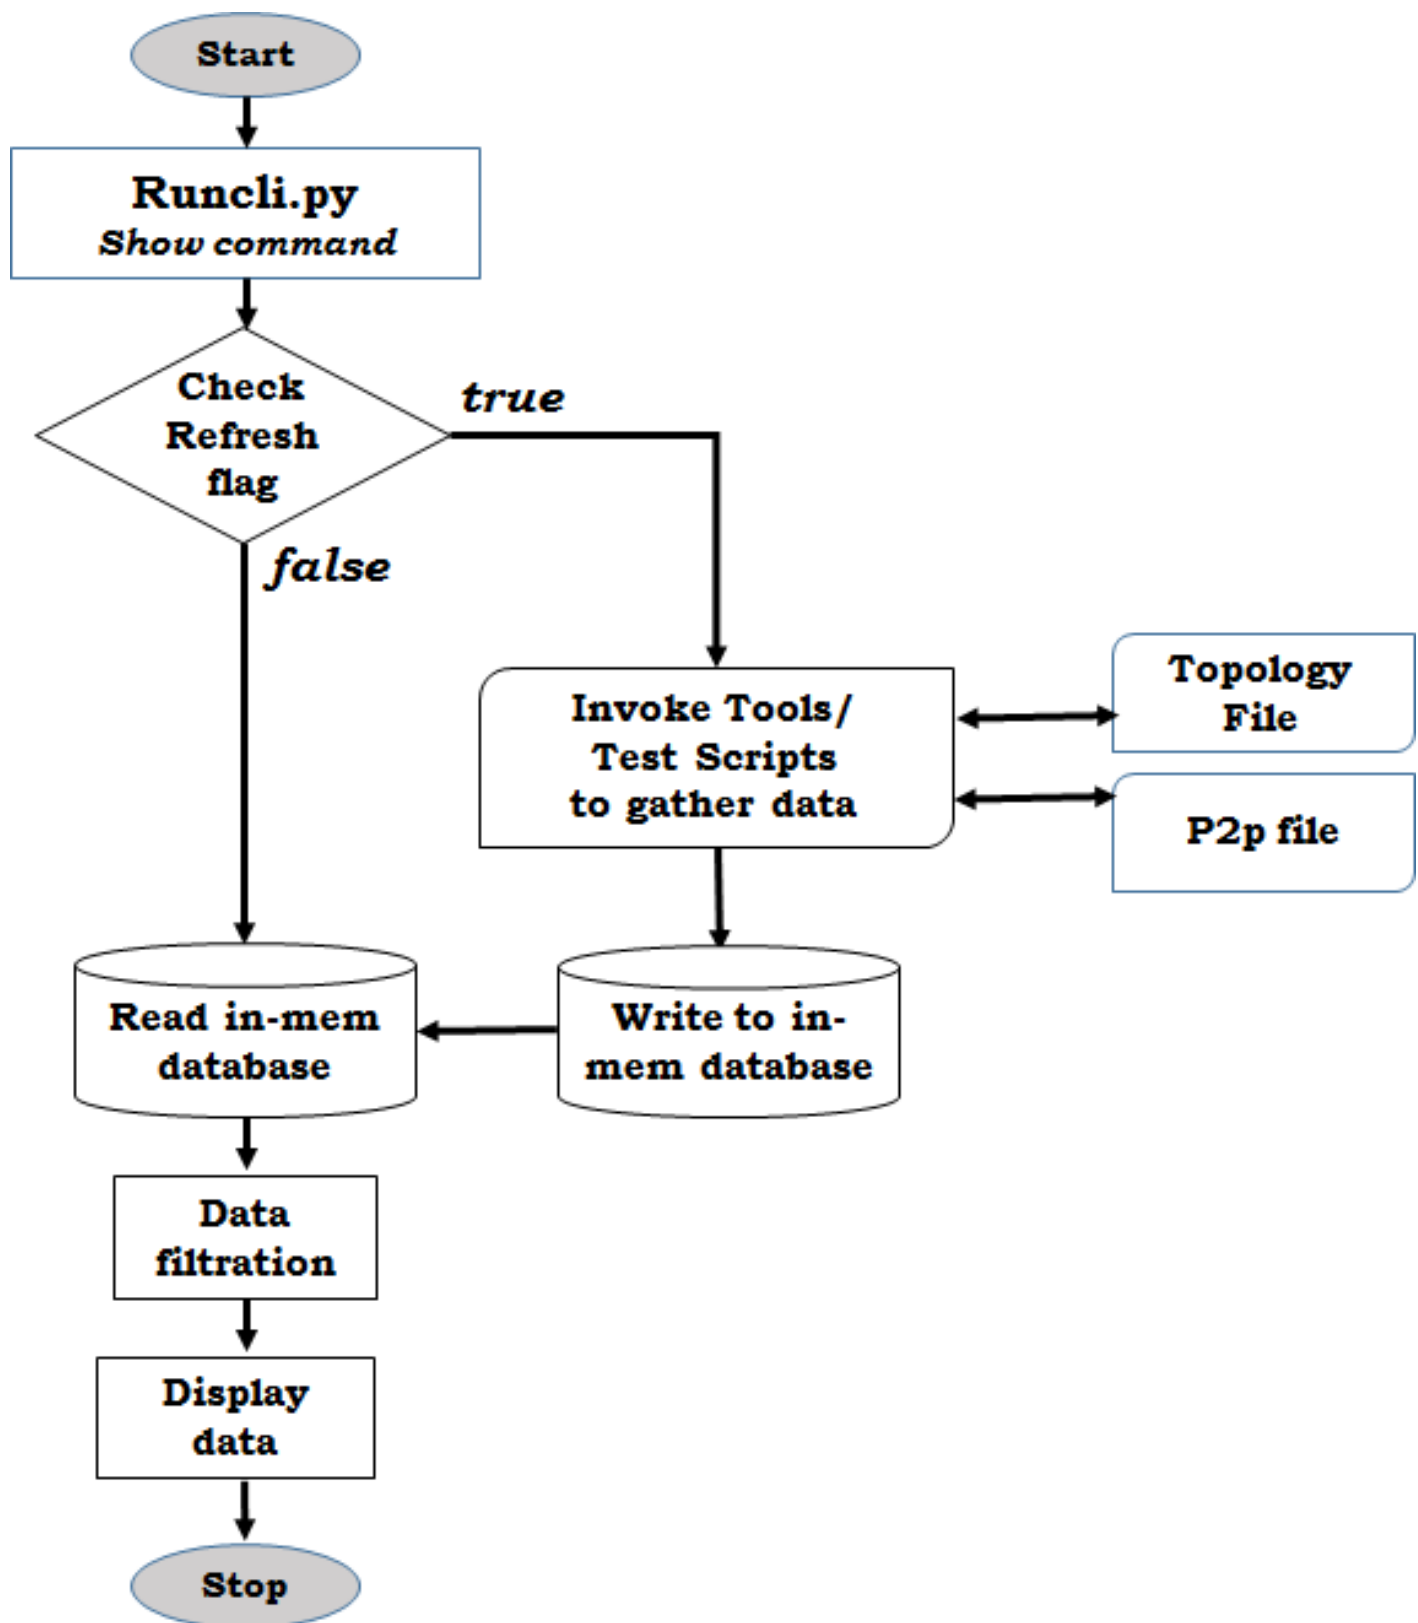 Start
Runcli.py
Show command
Check
Refresh
flag
true
false
Invoke Tools/
Test Scripts
to gather data
Topology
File
P2p file
Read in-mem
database
Write to in-
mem database
Data
filtration
Display
data
Stop